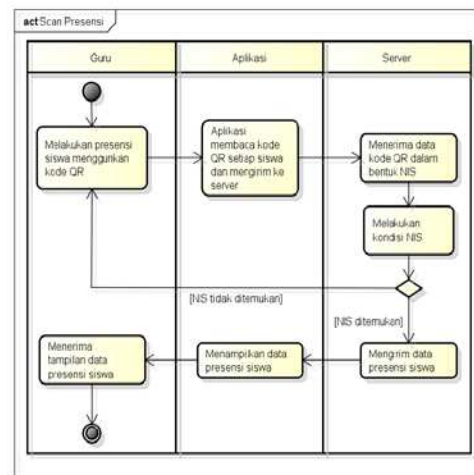 act Scan Presensi
Guru
Aplikasi
Server
Melakukan presensi
siswa menggunkan
kode QR
Aplikasi
membaca kode
QR setiap siswa
dan mengirim ke
server
Menerima data
kode QR dalam
bentuk NIS
Melakukan
kondisi NIS
[NIS tidak ditemukan]
[NIS ditemukan]
Mengrim data
presensi siswa
Menampilkan data
presensi siswa
Menerima
tampilan data
presensi siswa